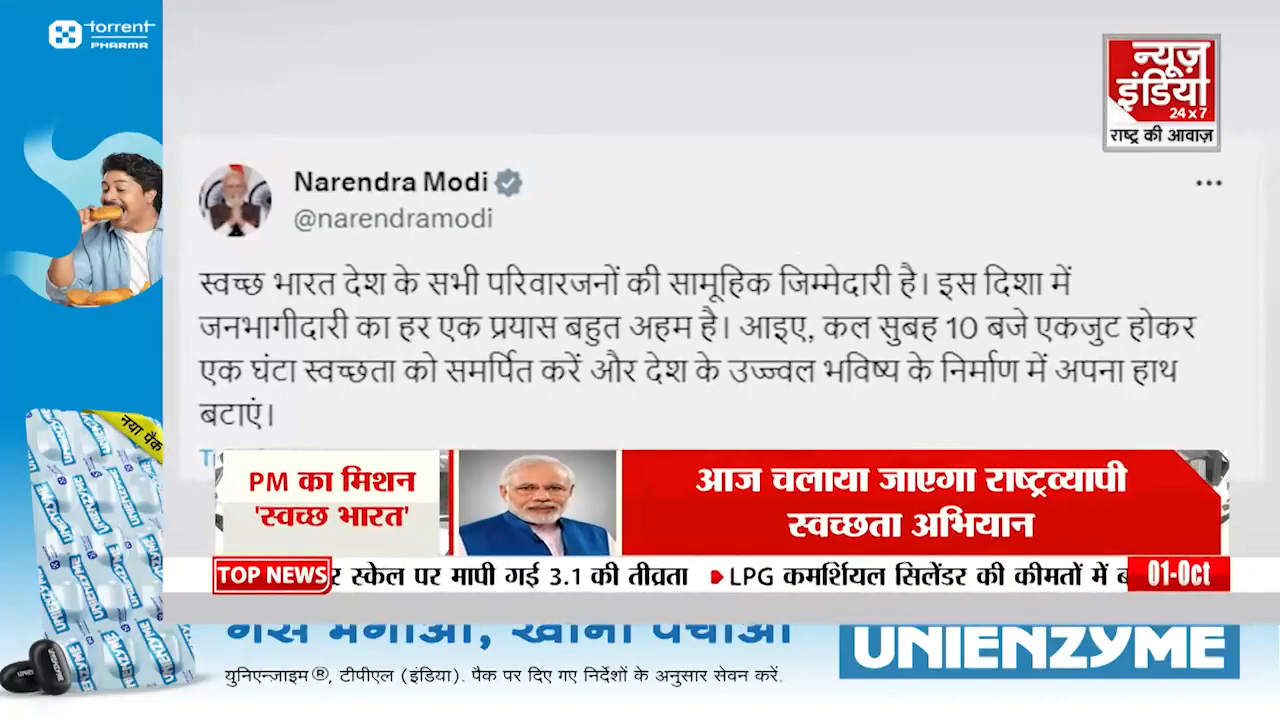 torrent
PHARMA
न्यूज़
इंडिया
24x7
राष्ट्र की आवाज़
Narendra Modi
@narendramodi
स्वच्छ भारत देश के सभी परिवारजनों की सामूहिक जिम्मेदारी है। इस दिशा में
जनभागीदारी का हर एक प्रयास बहुत अहम है। आइए, कल सुबह 10 बजे एकजुट होकर
एक घंटा स्वच्छता को समर्पित करें और देश के उज्ज्वल भविष्य के निर्माण में अपना हाथ
बटाएं।
नया पैक
PM का मिशन
'स्वच्छ भारत'
आज चलाया जाएगा राष्ट्रव्यापी
स्वच्छता अभियान
TOP NEWS
स्केल पर मापी गई 3.1 की तीव्रता
LPG कमर्शियल सिलेंडर की कीमतों में
01-Oct
UNIENZYME
युनिएन्ज़ाइम®, टीपीएल (इंडिया). पैक पर दिए गए निर्देशों के अनुसार सेवन करें.